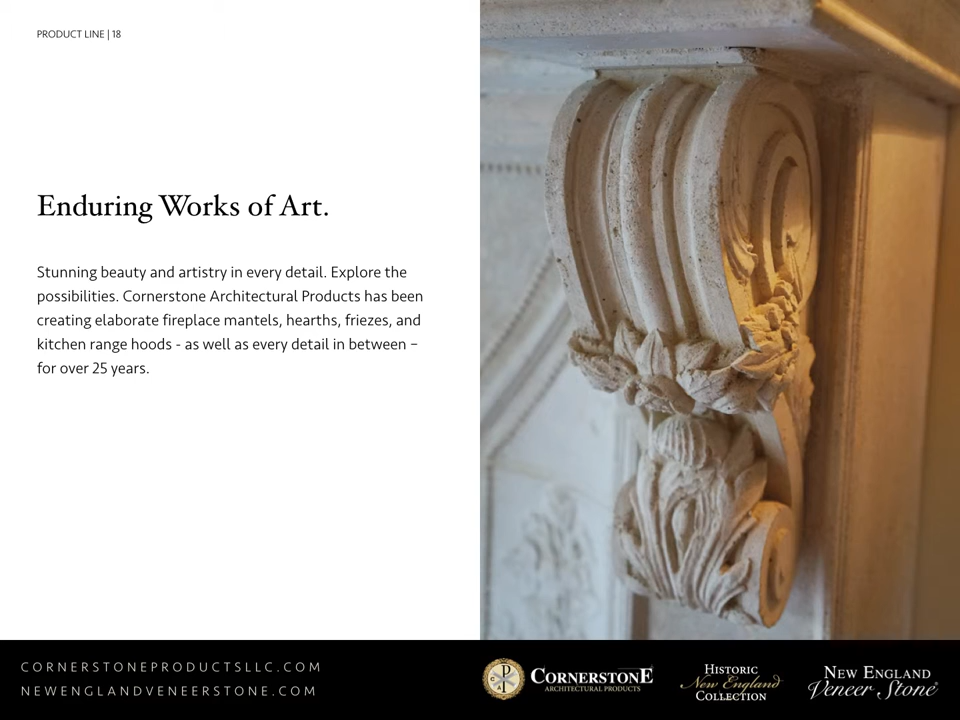 PRODUCT LINE | 18
Enduring Works of Art.
Stunning beauty and artistry in every detail. Explore the
possibilities. Cornerstone Architectural Products has been
creating elaborate fireplace mantels, hearths, friezes, and
kitchen range hoods - as well as every detail in between –
for over 25 years.
CORNERSTONEPRODUCTSLLC.COM
NEWENGLANDVENEERSTONE.COM
CORNERSTONE
ARCHITECTURAL PRODUCTS
HISTORIC
New England
COLLECTION
NEW ENGLAND
Veneer Stone®